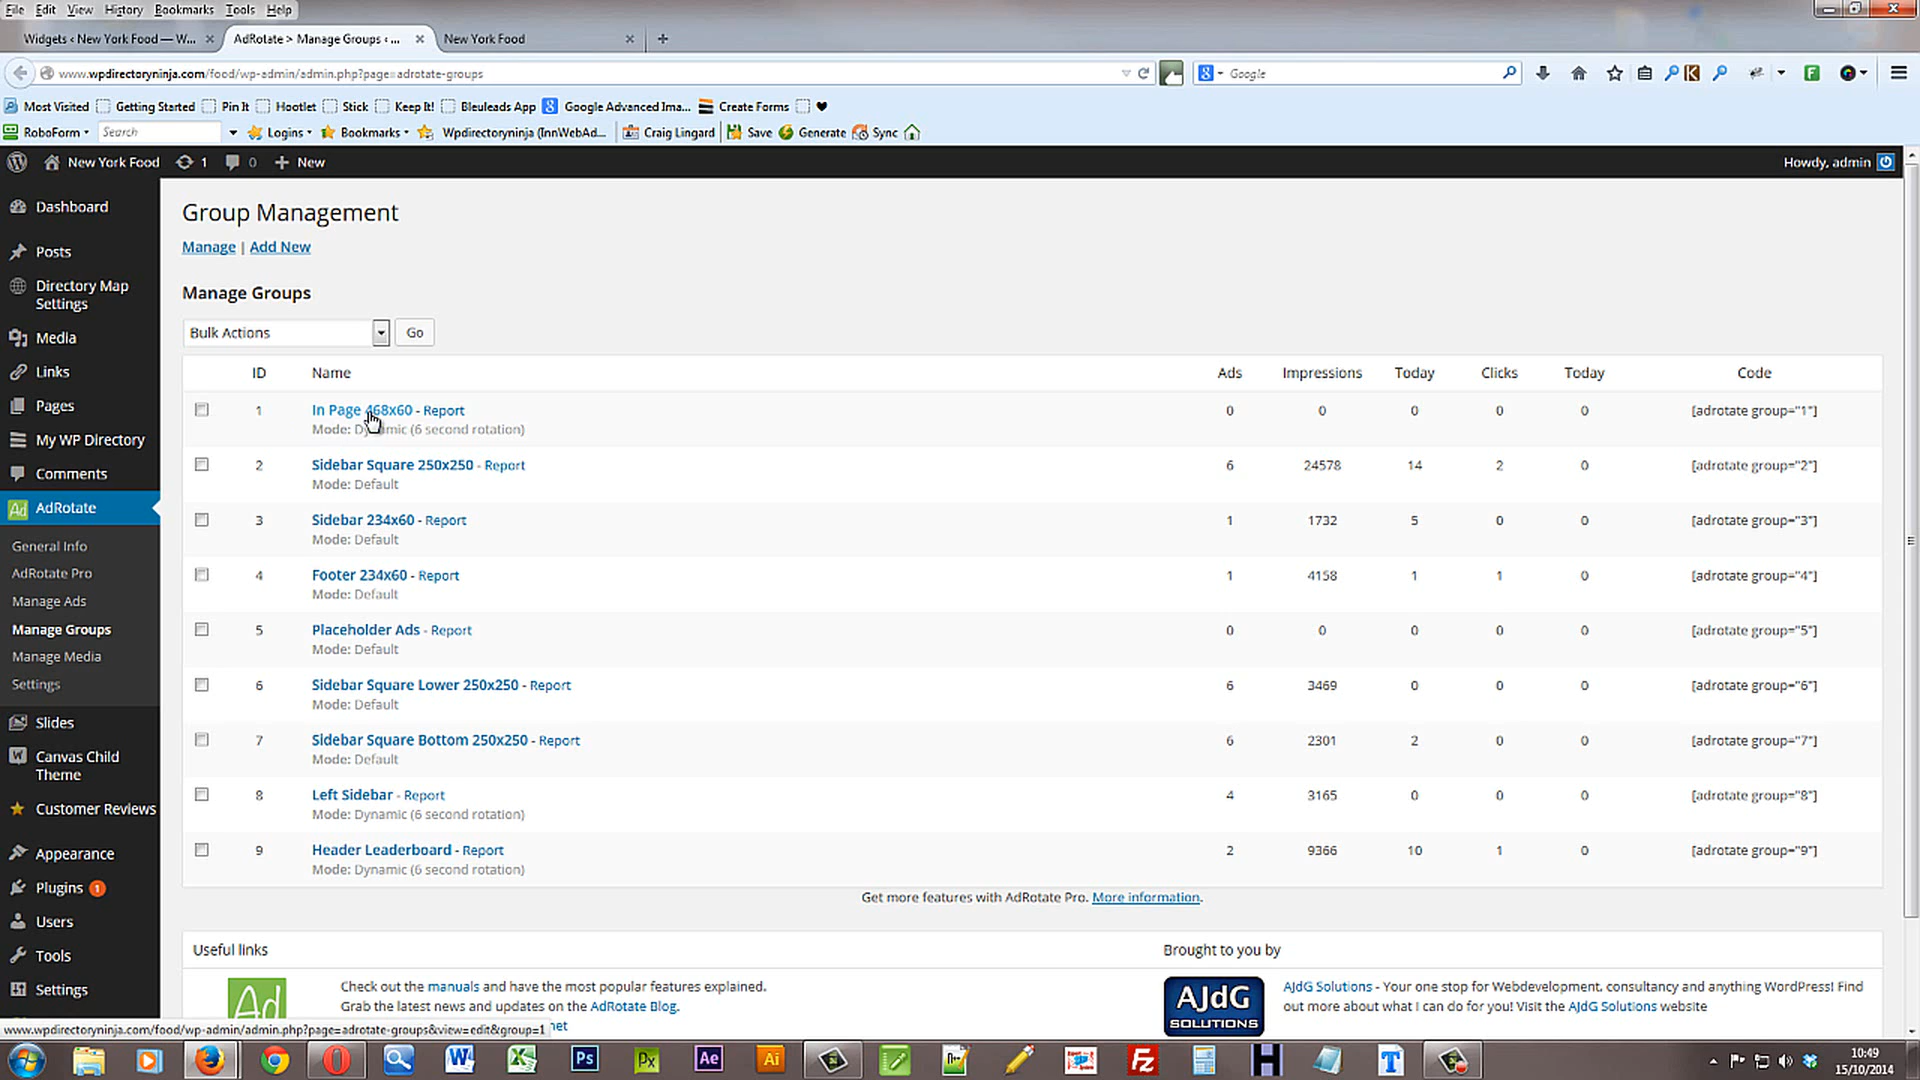 File Edit View History Bookmarks Tools Help
Widgets ‹ New York Food — W... × AdRotate > Manage Groups ‹ ... × New York Food × +
www.wpdirectoryninja.com/food/wp-admin/admin.php?page=adrotate-groups Google
Most Visited Getting Started Pin It Hootlet Stick Keep It! Bleuleads App Google Advanced Ima... Create Forms
RoboForm Search Logins Bookmarks Wpdirectoryninja (InnWebAd... Craig Lingard Save Generate Sync
New York Food 1 0 + New Howdy, admin
Dashboard
Posts
Directory Map
Settings
Media
Links
Pages
My WP Directory
Comments
AdRotate
General Info
AdRotate Pro
Manage Ads
Manage Groups
Manage Media
Settings
Slides
Canvas Child
Theme
Customer Reviews
Appearance
Plugins 1
Users
Tools
Settings
Group Management
Manage | Add New
Manage Groups
Bulk Actions Go
ID Name Ads Impressions Today Clicks Today Code
1 In Page 468x60 - Report 0 0 0 0 0 [adrotate group="1"]
Mode: Dynamic (6 second rotation)
2 Sidebar Square 250x250 - Report 6 24578 14 2 0 [adrotate group="2"]
Mode: Default
3 Sidebar 234x60 - Report 1 1732 5 0 0 [adrotate group="3"]
Mode: Default
4 Footer 234x60 - Report 1 4158 1 1 0 [adrotate group="4"]
Mode: Default
5 Placeholder Ads - Report 0 0 0 0 0 [adrotate group="5"]
Mode: Default
6 Sidebar Square Lower 250x250 - Report 6 3469 0 0 0 [adrotate group="6"]
Mode: Default
7 Sidebar Square Bottom 250x250 - Report 6 2301 2 0 0 [adrotate group="7"]
Mode: Default
8 Left Sidebar - Report 4 3165 0 0 0 [adrotate group="8"]
Mode: Dynamic (6 second rotation)
9 Header Leaderboard - Report 2 9366 10 1 0 [adrotate group="9"]
Mode: Dynamic (6 second rotation)
Get more features with AdRotate Pro. More information.
Useful links Brought to you by
Ad
Check out the manuals and have the most popular features explained.
Grab the latest news and updates on the AdRotate Blog.
net
AJdG
SOLUTIONS
AJdG Solutions - Your one stop for Webdevelopment, consultancy and anything WordPress! Find
out more about what I can do for you! Visit the AJdG Solutions website
www.wpdirectoryninja.com/food/wp-admin/admin.php?page=adrotate-groups&view=edit&group=1
Ps Px Ae Ai
10:49
15/10/2014